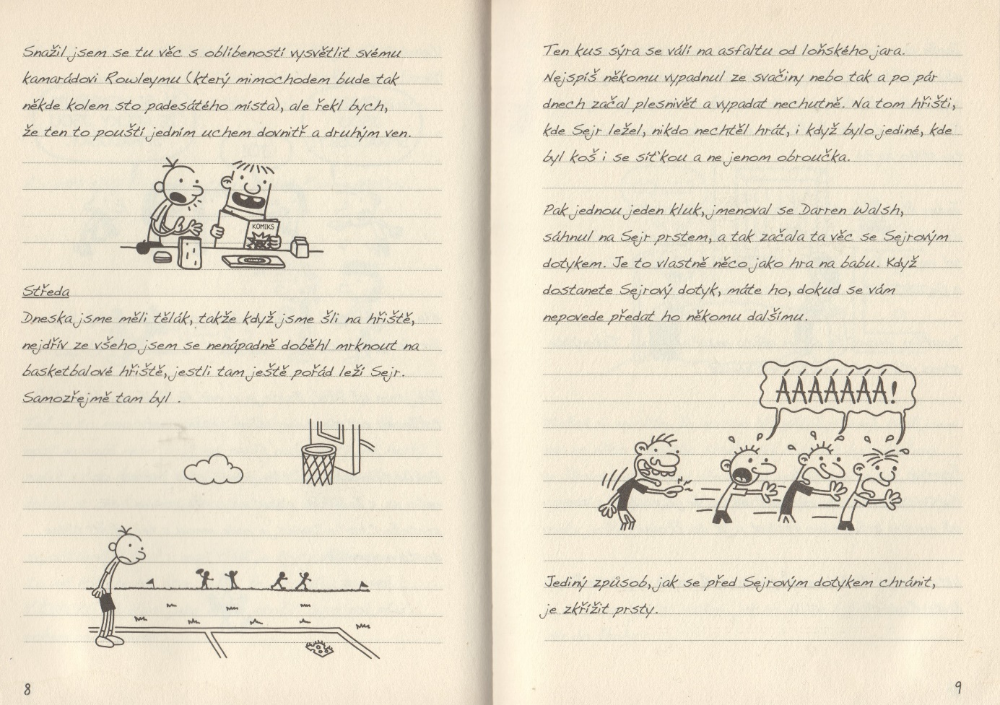 Snažil jsem se tu věc s oblíbeností vysvětlit svému
kamarádovi Rowleymu (který mimochodem bude tak
někde kolem sto padesátého místa), ale řekl bych,
že ten to pouští jedním uchem dovnitř a druhým ven.
KOMIKS
Středa
Dneska jsme měli tělák, takže když jsme šli na hřiště,
nejdřív ze všeho jsem se nenápadně doběhl mrknout na
basketbalové hřiště, jestli tam ještě pořád leží Sejr.
Samozřejmě tam byl .
8
Ten kus sýra se válí na asfaltu od loňského jara.
Nejspíš někomu vypadnul ze svačiny nebo tak a po pár
dnech začal plesnivět a vypadat nechutně. Na tom hřišti,
kde Sejr ležel, nikdo nechtěl hrát, i když bylo jediné, kde
byl koš i se síťkou a ne jenom obroučka.
Pak jednou jeden kluk, jmenoval se Darren Walsh,
sáhnul na Sejr prstem, a tak začala ta věc se Sejrovým
dotykem. Je to vlastně něco jako hra na babu. Když
dostanete Sejrový dotyk, máte ho, dokud se vám
nepovede předat ho někomu dalšímu.
ÁÁÁÁÁÁÁ!
Jediný způsob, jak se před Sejrovým dotykem chránit,
je zkřížit prsty.
9